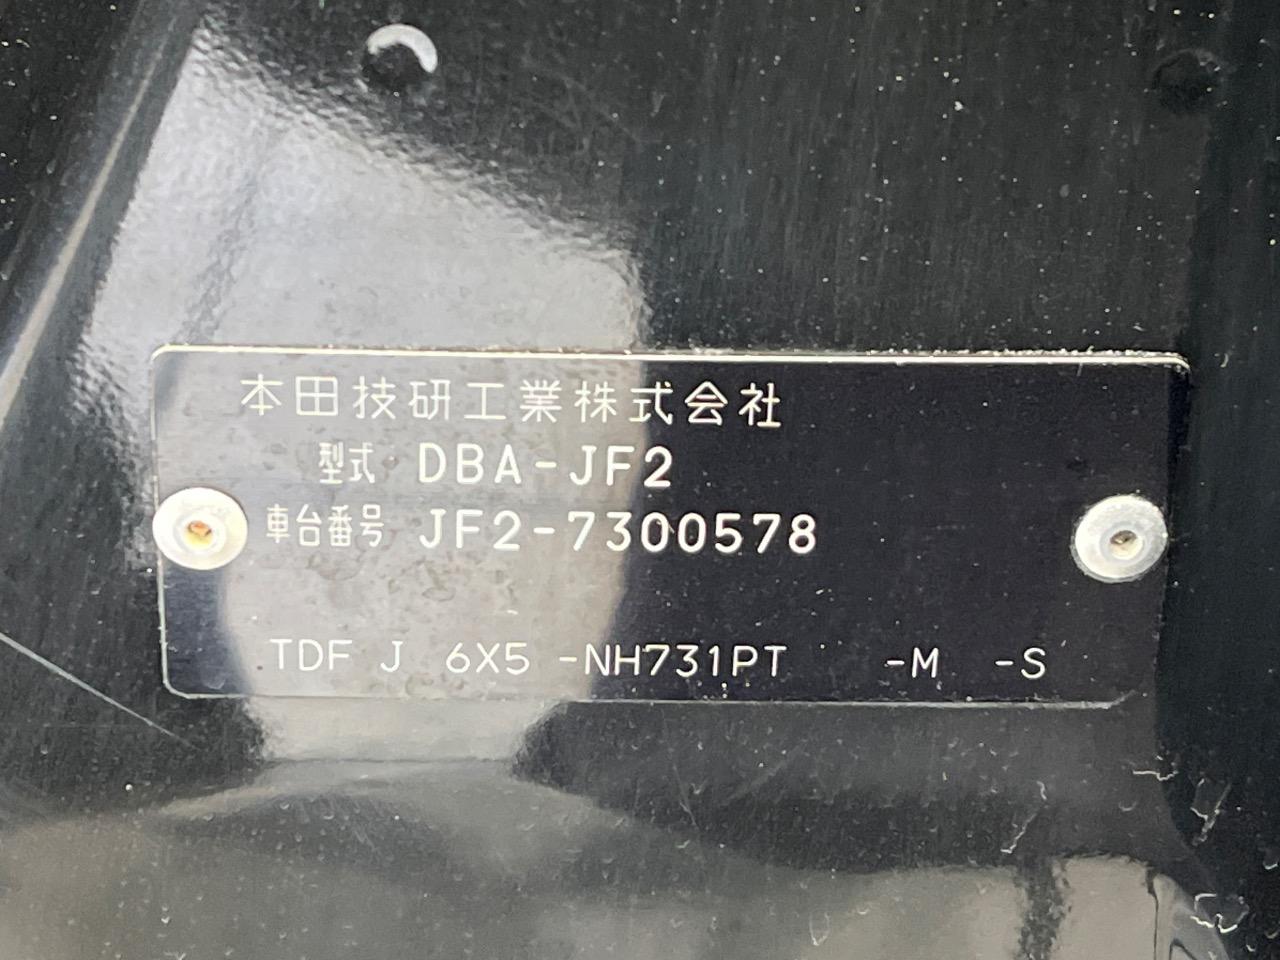 本田技研工業株式会社
型式 DBA-JF2
車台番号 JF2-7300578
TDF J 6X5 -NH731PT -M -S